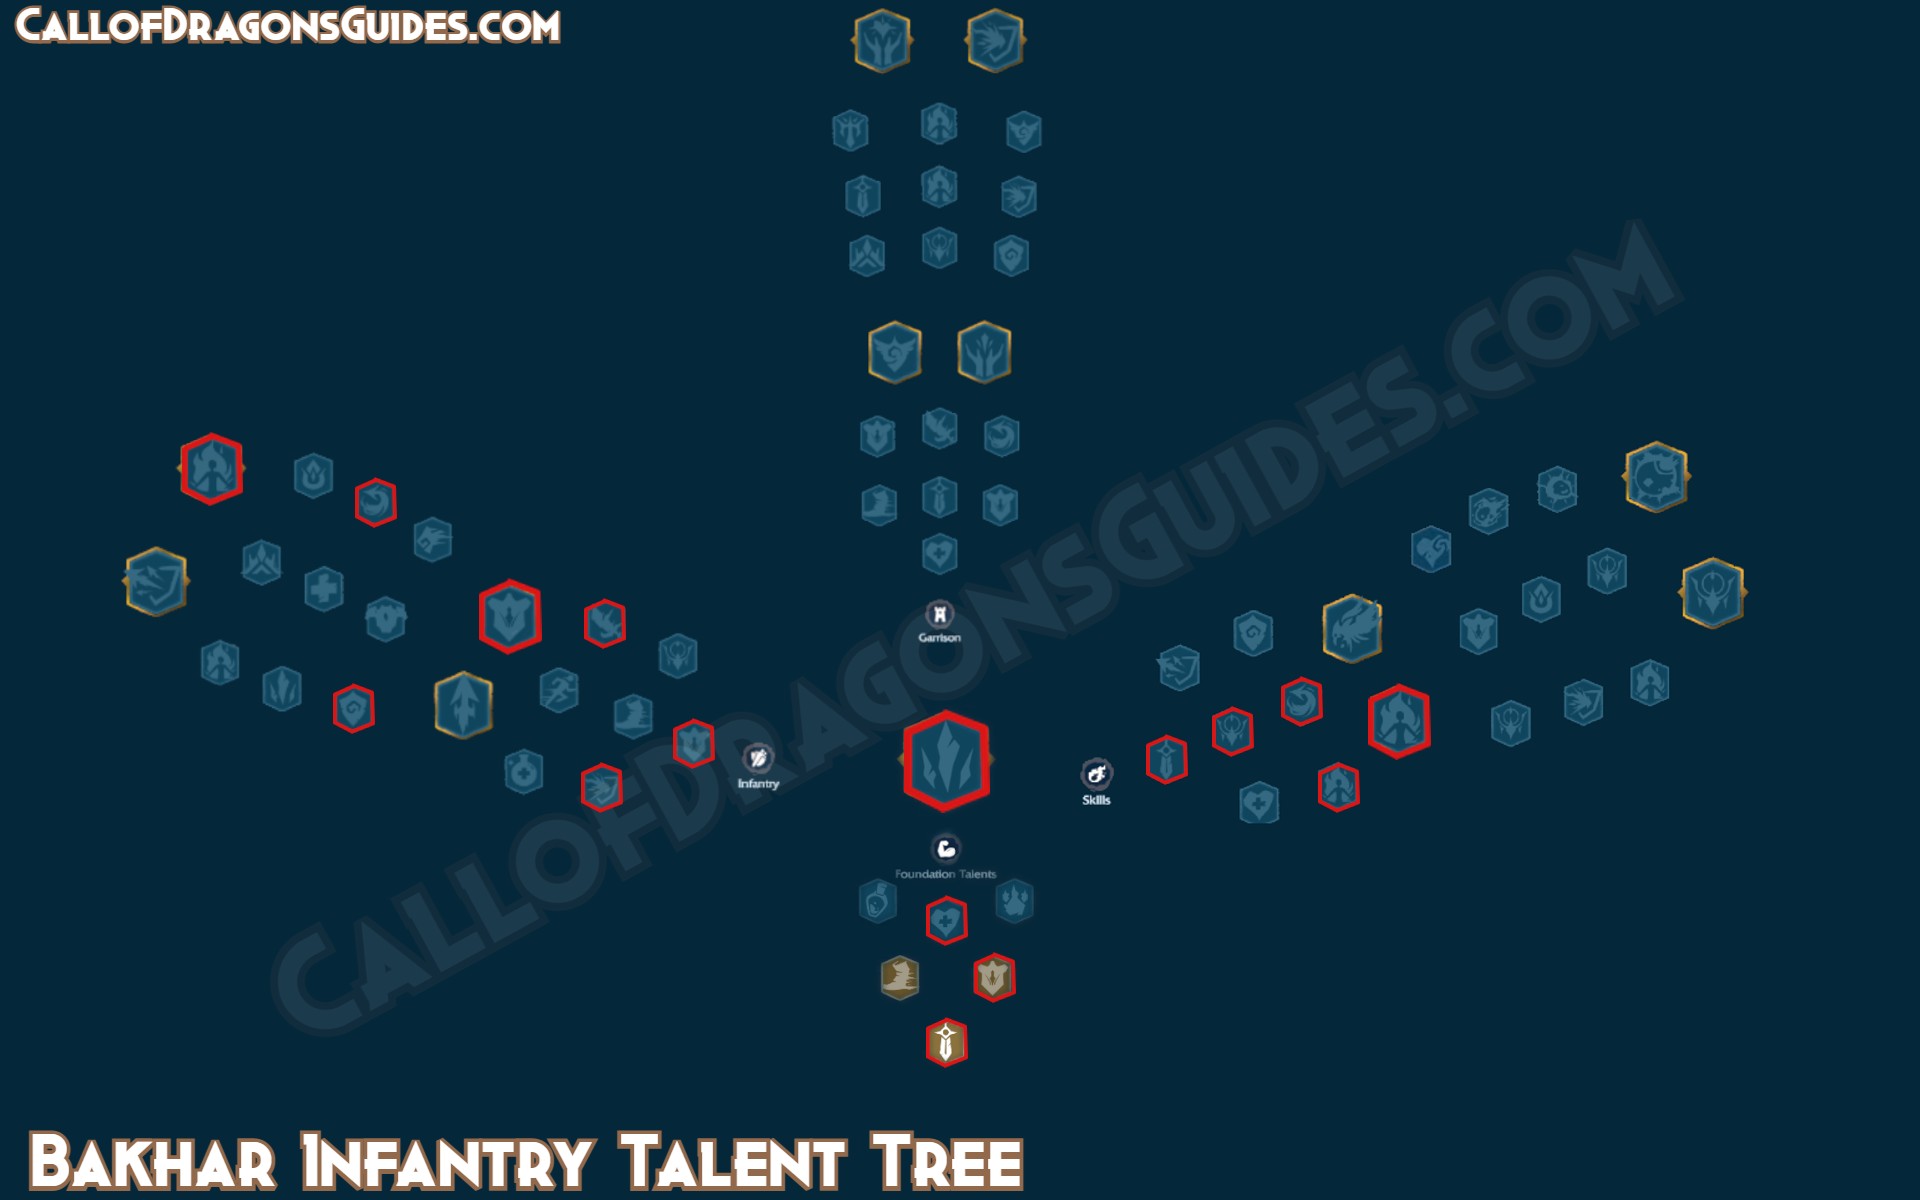 CallofDragonsGuides.com
Garrison
CallofDragonsGuides.com
Infantry
Skills
Foundation Talents
Bakhar Infantry Talent Tree